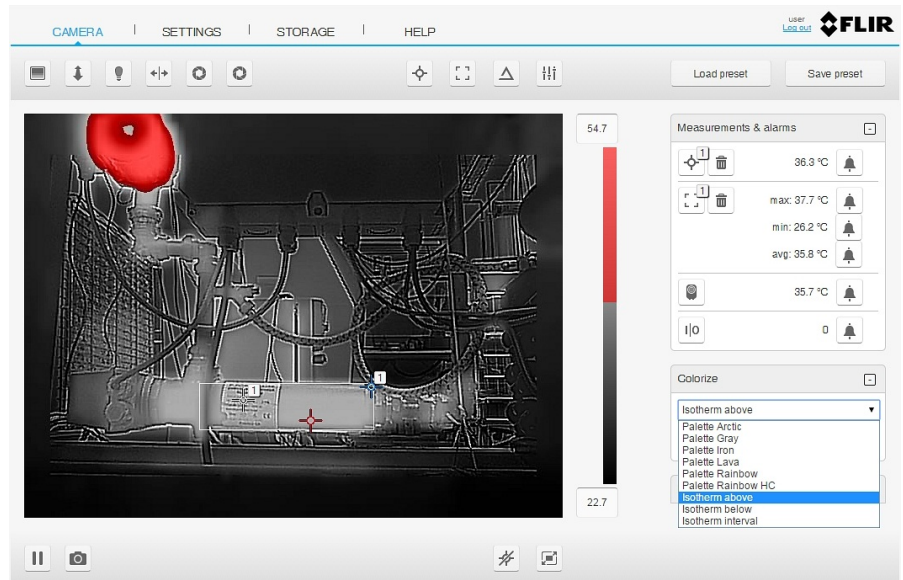 CAMERA | SETTINGS | STORAGE | HELP
user
Log out
FLIR
Load preset
Save preset
54.7
22.7
Measurements & alarms
1
36.3 °C
1
max: 37.7 °C
min: 26.2 °C
avg: 35.8 °C
35.7 °C
I|O
0
1
1
Colorize
Isotherm above
Palette Arctic
Palette Gray
Palette Iron
Palette Lava
Palette Rainbow
Palette Rainbow HC
Isotherm above
Isotherm below
Isotherm interval